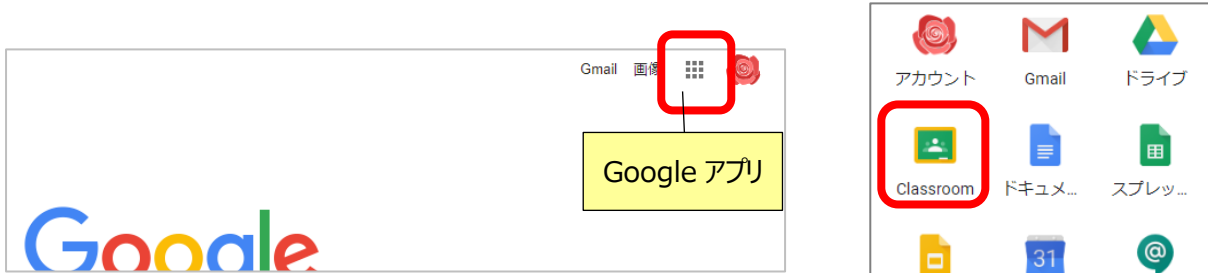 Gmail 画像
Google アプリ
Google
アカウント Gmail ドライブ
Classroom ドキュメ... スプレッ...
31 @